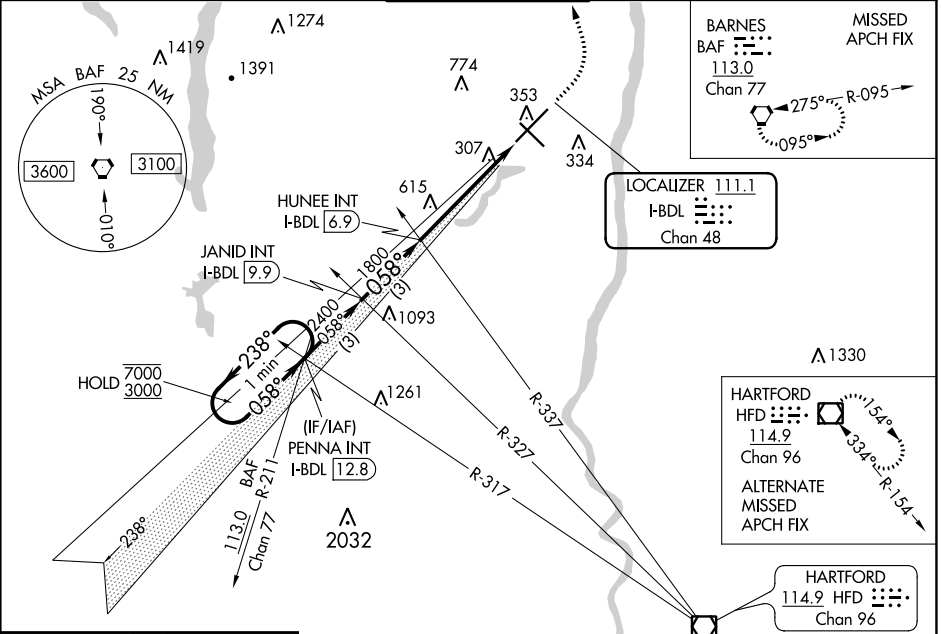 1274
1419
1391
MSA BAF 25 NM
190°
3600
3100
010°
774
353
307
334
615
BARNES
BAF
113.0
Chan 77
MISSED
APCH FIX
275°
R-095
095°
LOCALIZER 111.1
I-BDL
Chan 48
HUNEE INT
I-BDL 6.9
JANID INT
I-BDL 9.9
1800
058°
(3)
2400
058°
(3)
1093
238°
1 min
058°
HOLD 7000
3000
1261
(IF/IAF)
PENNA INT
I-BDL 12.8
BAF
R-211
113.0
Chan 77
238°
2032
R-337
R-327
R-317
1330
HARTFORD
HFD
114.9
Chan 96
154°
334°
R-154
ALTERNATE
MISSED
APCH FIX
HARTFORD
114.9 HFD
Chan 96